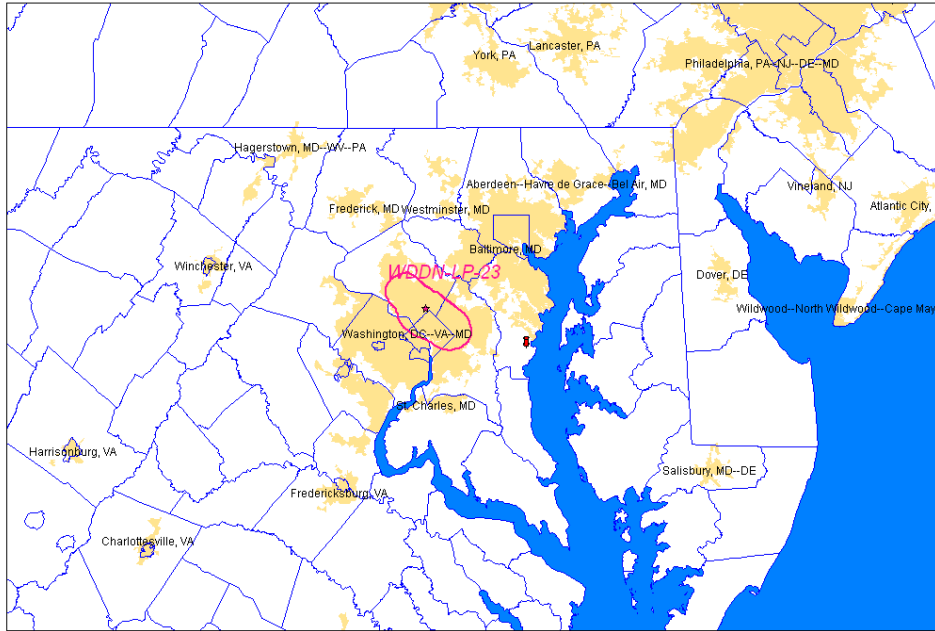 Lancaster, PA
York, PA
Philadelphia, PA--NJ--DE--MD
Hagerstown, MD--WV--PA
Aberdeen--Havre de Grace--Bel Air, MD
Vineland, NJ
Frederick, MD
Westminster, MD
Atlantic City,
Baltimore, MD
Winchester, VA
WDDN-LP-23
Dover, DE
Wildwood--North Wildwood--Cape May
Washington, DC--VA--MD
St. Charles, MD
Harrisonburg, VA
Salisbury, MD--DE
Fredericksburg, VA
Charlottesville, VA